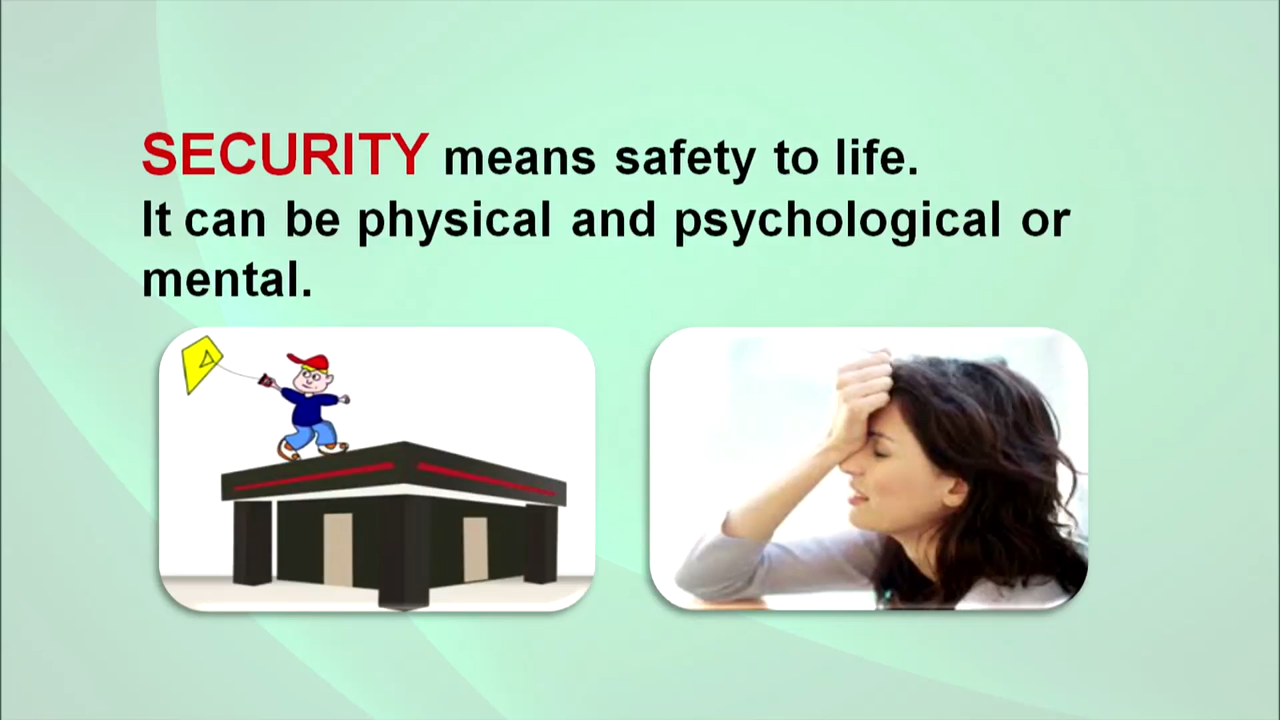 SECURITY means safety to life.
It can be physical and psychological or
mental.